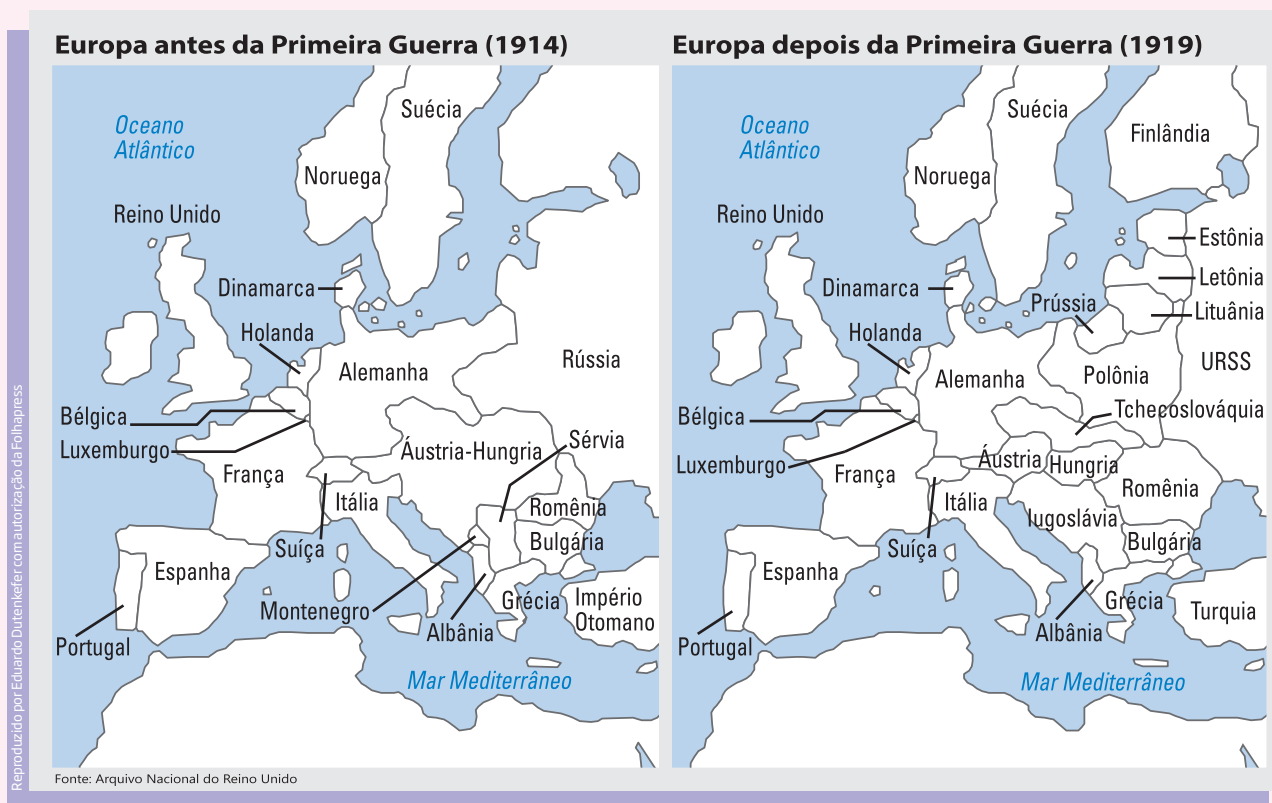 Europa antes da Primeira Guerra (1914)
Oceano
Atlântico
Suécia
Noruega
Reino Unido
Dinamarca
Holanda
Alemanha
Rússia
Bélgica
Luxemburgo
Áustria-Hungria
Sérvia
França
Itália
Romênia
Suíça
Bulgária
Espanha
Montenegro
Grécia
Império
Otomano
Albânia
Portugal
Mar Mediterrâneo
Europa depois da Primeira Guerra (1919)
Oceano
Atlântico
Suécia
Finlândia
Noruega
Reino Unido
Estônia
Letônia
Dinamarca
Prússia
Lituânia
Holanda
URSS
Alemanha
Polônia
Bélgica
Tchecoslováquia
Luxemburgo
Áustria
Hungria
França
Itália
Romênia
Iugoslávia
Suíça
Bulgária
Espanha
Grécia
Turquia
Albânia
Portugal
Mar Mediterrâneo
Fonte: Arquivo Nacional do Reino Unido
Reproduzido por Eduardo Dutenkefer com autorização da Folhapress